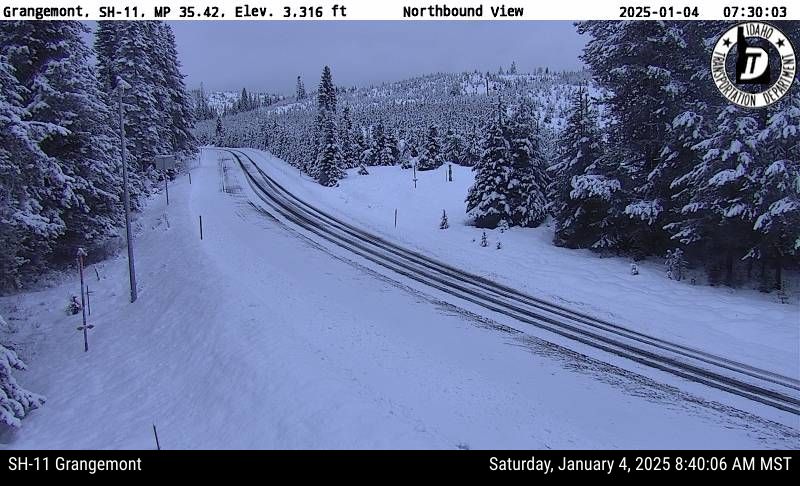 Grangemont, SH-11, MP 35.42, Elev. 3,316 ft Northbound View 2025-01-04 07:30:03
IDAHO
TRANSPORTATION DEPARTMENT
SH-11 Grangemont Saturday, January 4, 2025 8:40:06 AM MST